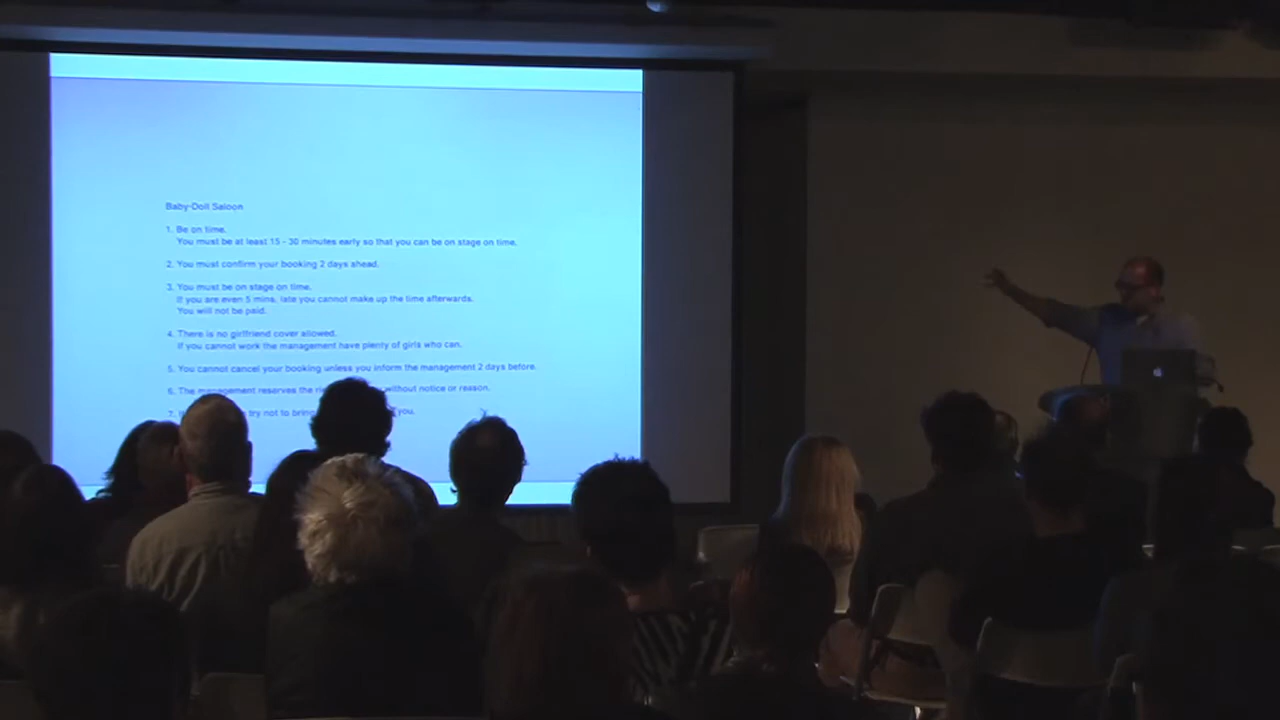 Baby-Doll Saloon
1. Be on time.
You must be at least 15 - 30 minutes early so that you can be on stage on time.
2. You must confirm your booking 2 days ahead.
3. You must be on stage on time.
If you are even 5 mins, late you cannot make up the time afterwards.
You will not be paid.
4. There is no girlfriend cover allowed.
If you cannot work the management have plenty of girls who can.
5. You cannot cancel your booking unless you inform the management 2 days before.
6. The management reserves the without notice or reason.
7. try not to bring you.